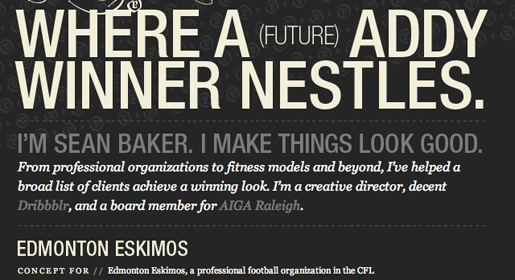 WHERE A (FUTURE) ADDY
WINNER NESTLES.
I'M SEAN BAKER. I MAKE THINGS LOOK GOOD.
From professional organizations to fitness models and beyond, I've helped a
broad list of clients achieve a winning look. I'm a creative director, decent
Dribbblr, and a board member for AIGA Raleigh.
EDMONTON ESKIMOS
CONCEPT FOR // Edmonton Eskimos, a professional football organization in the CFL